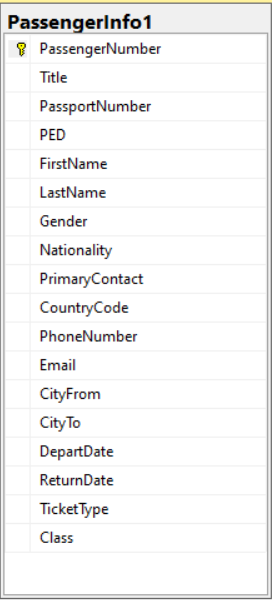 PassengerInfo1
PassengerNumber
Title
PassportNumber
PED
FirstName
LastName
Gender
Nationality
PrimaryContact
CountryCode
PhoneNumber
Email
CityFrom
CityTo
DepartDate
ReturnDate
TicketType
Class